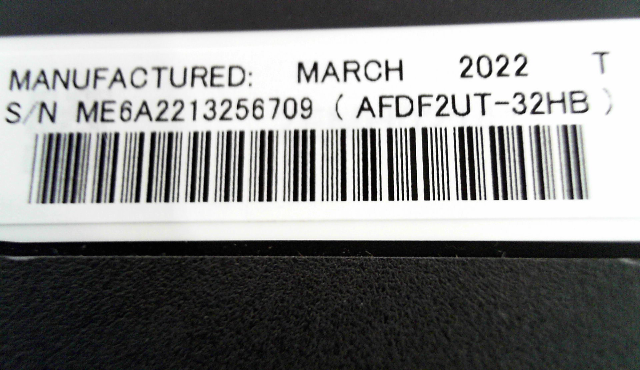 MANUFACTURED: MARCH 2022 T
S/N ME6A2213256709 ( AFDF2UT-32HB )